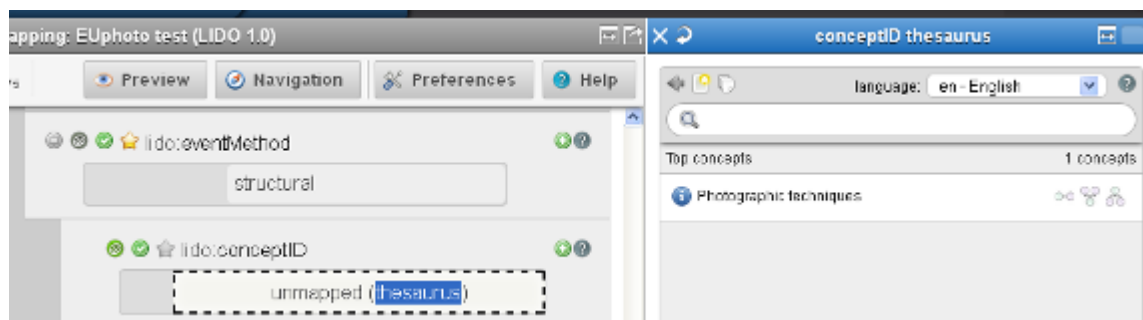 apping: EUphoto test (LIDO 1.0)
Preview Navigation Preferences Help
lido:eventMethod
structural
lido:conceptID
unmapped (thesaurus)
conceptID thesaurus
language: en - English
Top concepts 1 concepts
Photographic techniques